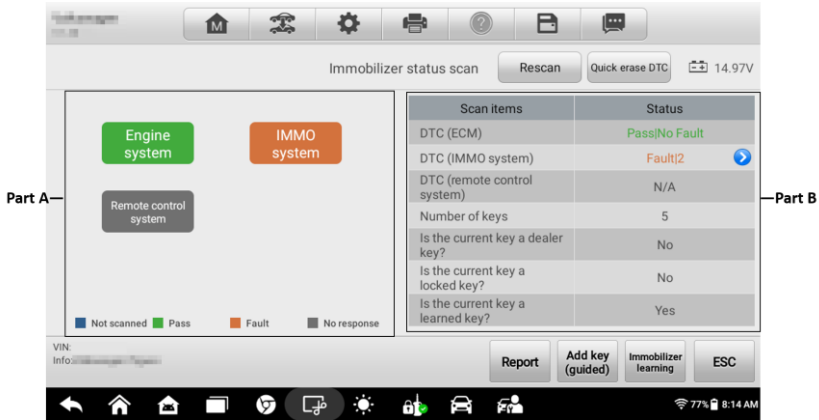 M
Immobilizer status scan
Rescan
Quick erase DTC
14.97V
Part A
Engine
system
IMMO
system
Remote control
system
Not scanned
Pass
Fault
No response
Scan items Status
DTC (ECM) Pass|No Fault
DTC (IMMO system) Fault|2
DTC (remote control
system) N/A
Number of keys 5
Is the current key a dealer
key? No
Is the current key a
locked key? No
Is the current key a
learned key? Yes
Part B
VIN:
Info:
Report
Add key
(guided)
Immobilizer
learning
ESC
77% 8:14 AM